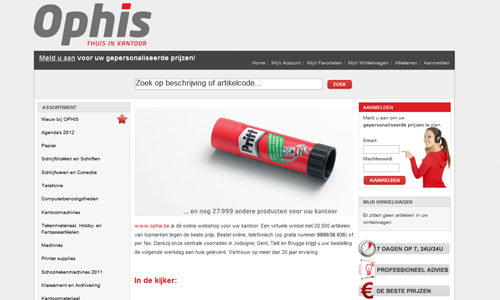 Ophis
THUIS IN KANTOOR
Meld u aan voor uw gepersonaliseerde prijzen!
Home | Mijn Account | Mijn Favorieten | Mijn Winkelwagen | Afrekenen | Aanmelden
Zoek op beschrijving of artikelcode...
ZOEK
ASSORTIMENT
Nieuw bij OPHIS
Agenda's 2012
Papier
Schrijfblokken en Schriften
Schrijfwaren en Correctie
Telefonie
Computerbenodigdheden
Kantoormachines
Tekenmateriaal, Hobby- en
Fantasieartikelen
Machines
Printer supplies
Schoolrekenmachines 2011
Klassement en Archivering
Kantoormateriaal
Pritt
... en nog 27.999 andere producten voor uw kantoor
www.ophis.be is dé online webshop voor uw kantoor. Een virtuele winkel met 28.000 artikelen
van topmerken tegen de beste prijs. Bestel online, telefonisch (op gratis nummer 0800/36 036) of
per fax. Dankzij onze centrale voorraden in Jodoigne, Gent, Tielt en Brugge krijgt u uw bestelling
de volgende werkdag aan huis geleverd. Vertrouw op meer dan 20 jaar ervaring.
In de kijker:
AANMELDEN
Meld u aan om uw
gepersonaliseerde prijzen te zien.
Email:
Wachtwoord:
AANMELDEN
MIJN WINKELWAGEN
Er zitten geen artikelen in uw
winkelwagen.
7 DAGEN OP 7, 24U/24U
PROFESSIONEEL ADVIES
DE BESTE PRIJZEN